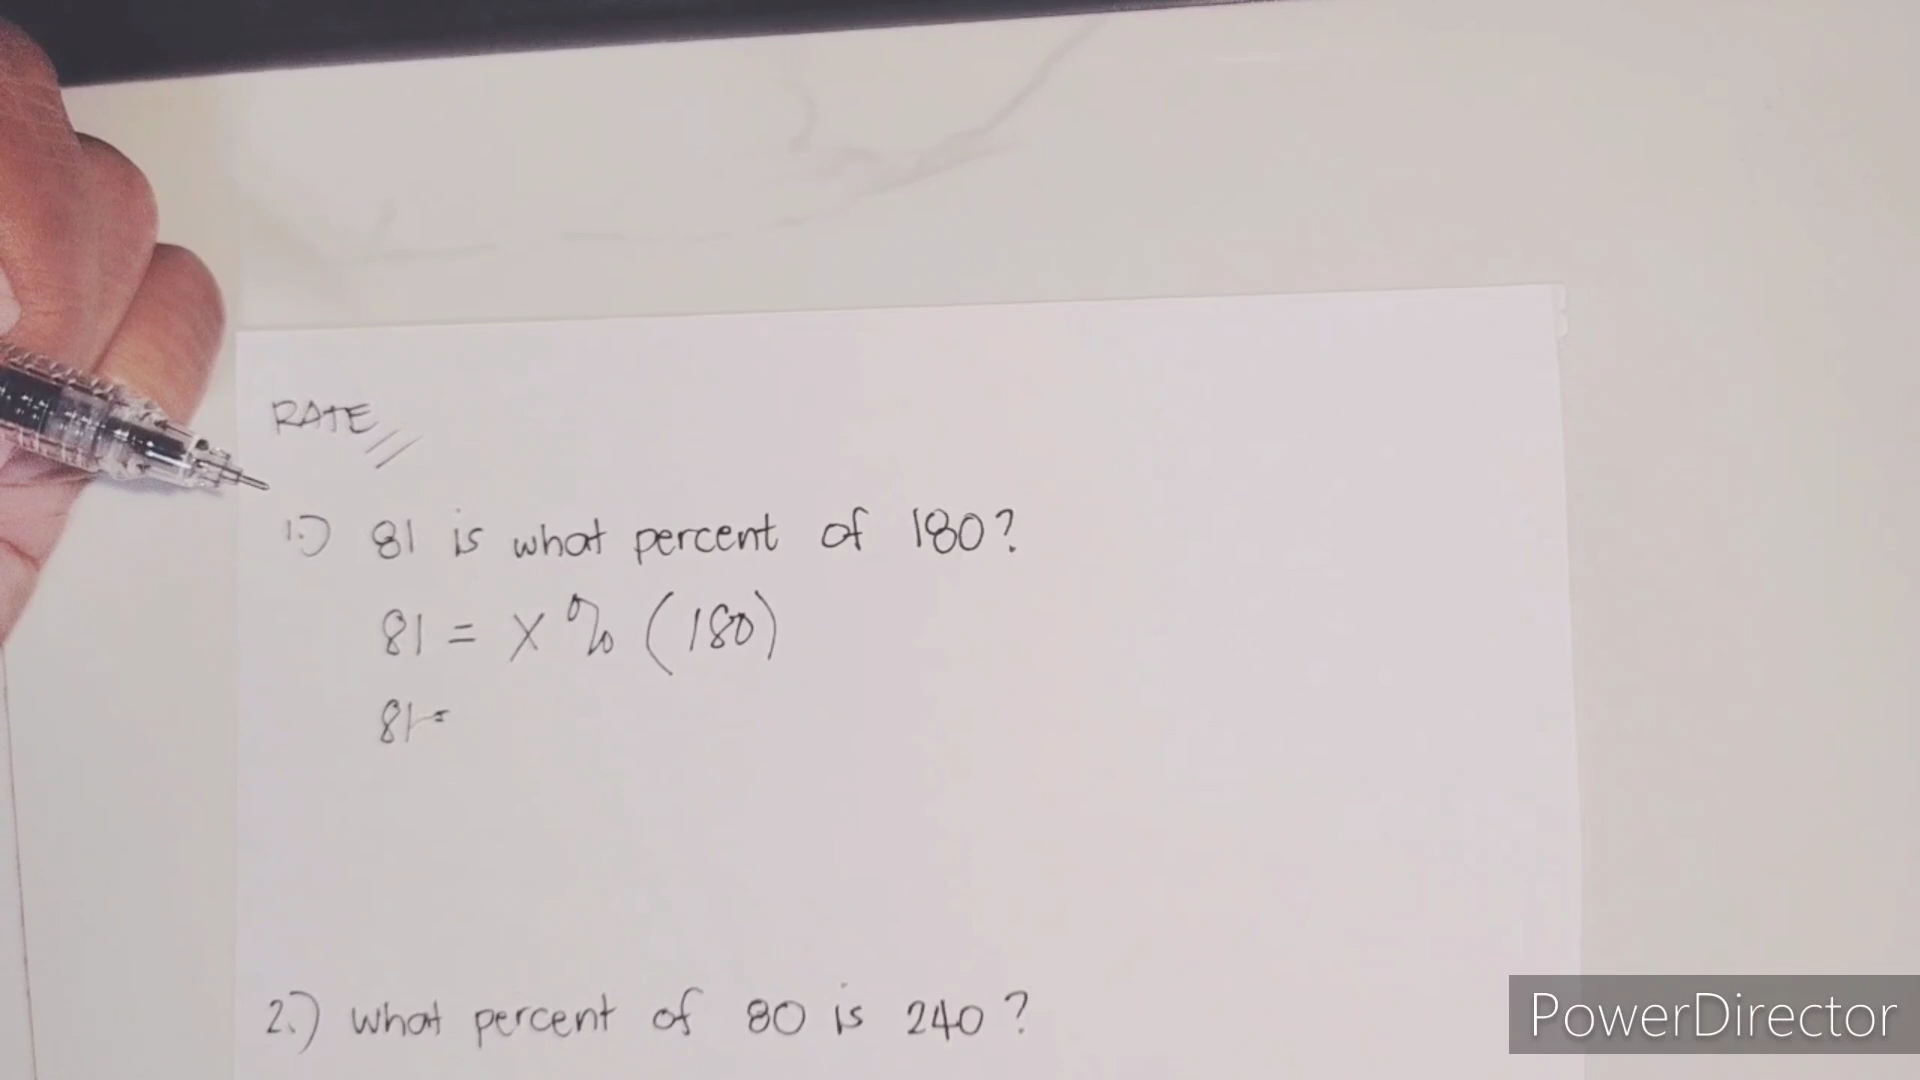 RATE
1.) 81 is what percent of 180?
81 = x % (180)
81 =
2.) what percent of 80 is 240?
PowerDirector